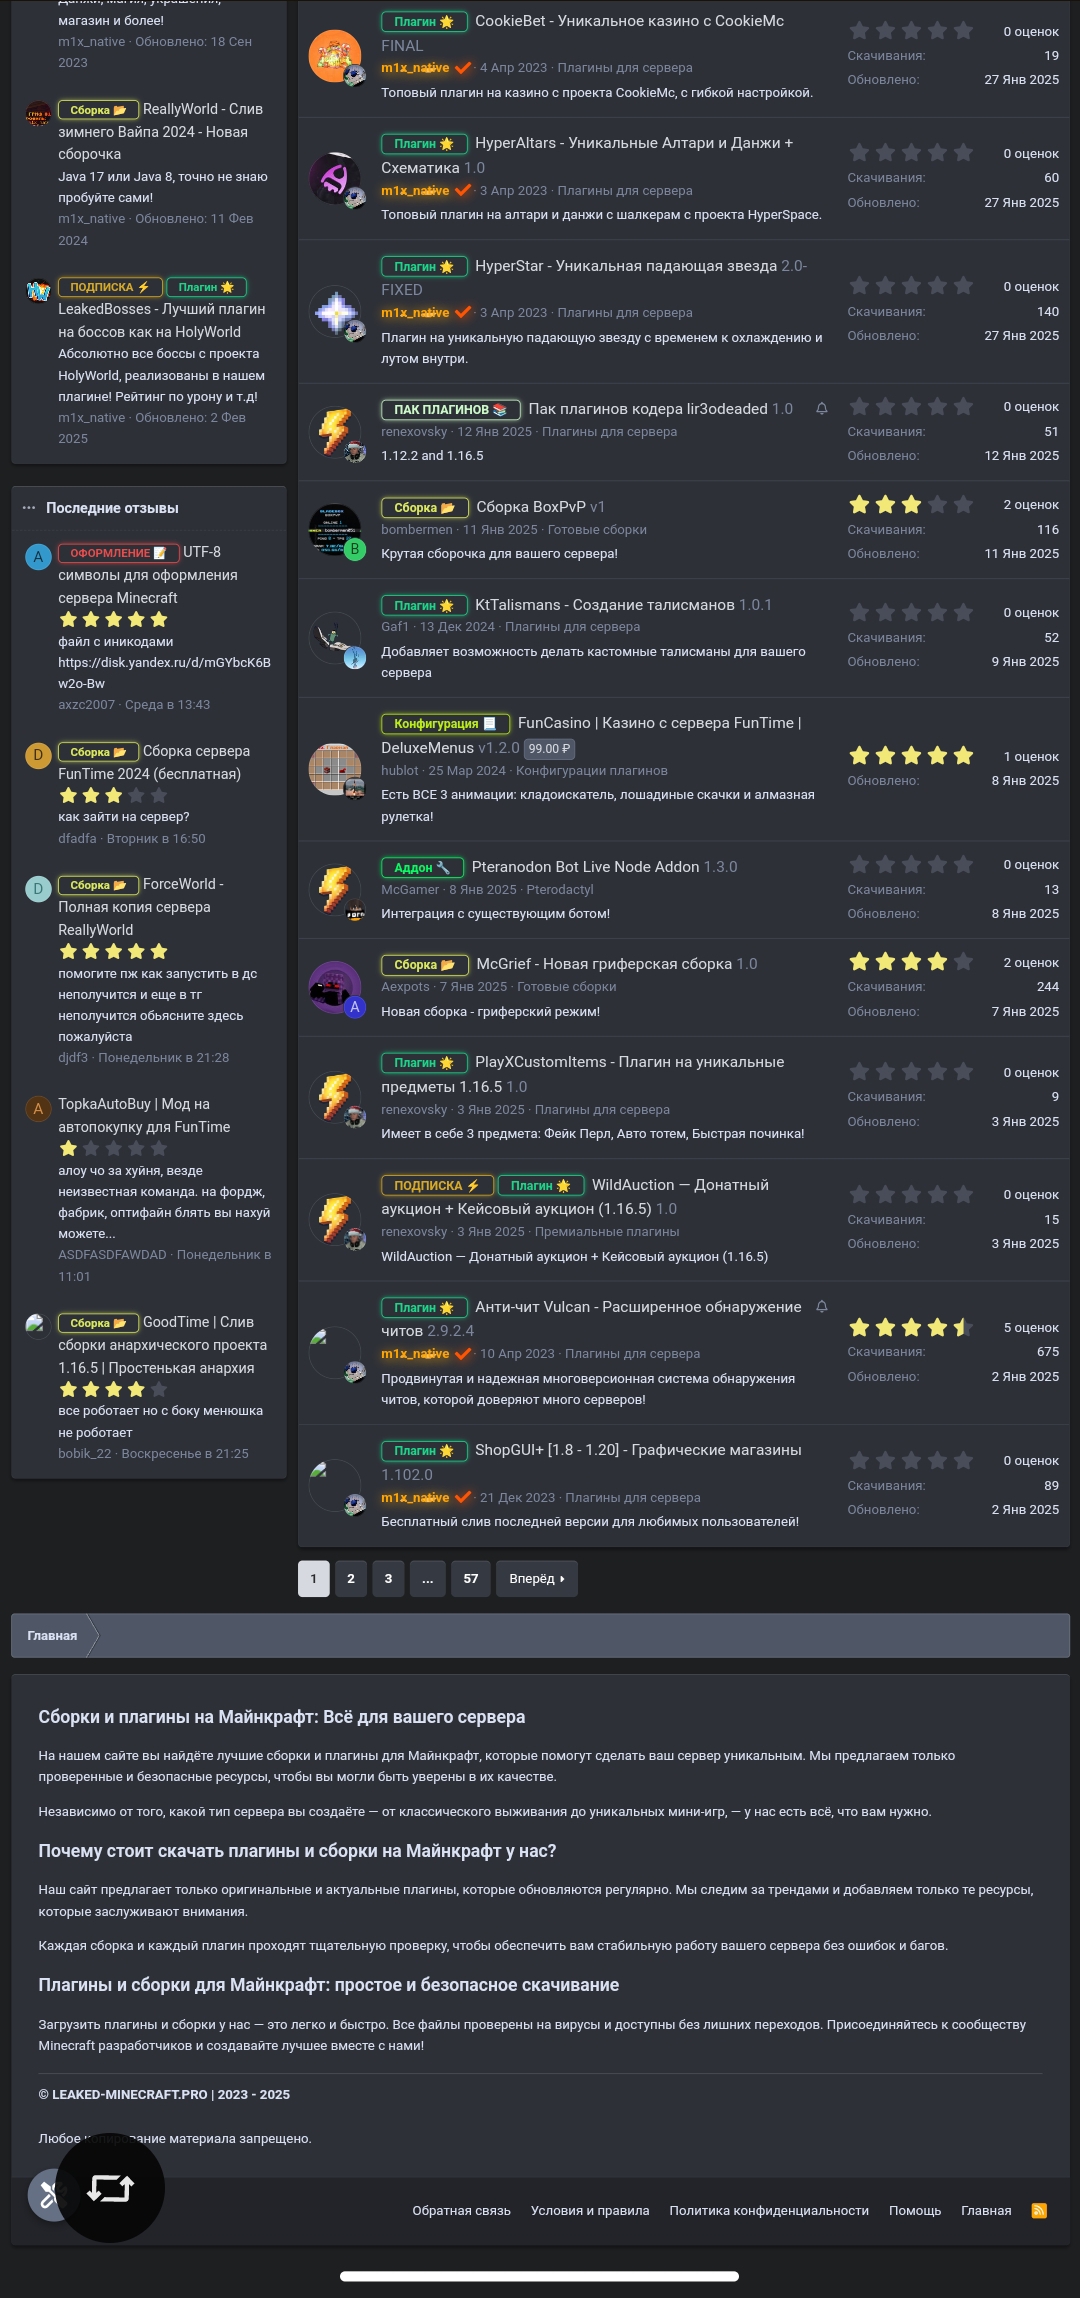 магазин и более!
m1x_native · Обновлено: 18 Сен
2023
Сборка 📂 ReallyWorld - Слив
зимнего Вайпа 2024 - Новая
сборочка
Java 17 или Java 8, точно не знаю
пробуйте сами!
m1x_native · Обновлено: 11 Фев
2024
ПОДПИСКА ⚡ Плагин 🌟
LeakedBosses - Лучший плагин
на боссов как на HolyWorld
Абсолютно все боссы с проекта
HolyWorld, реализованы в нашем
плагине! Рейтинг по урону и т.д!
m1x_native · Обновлено: 2 Фев
2025
Последние отзывы
A ОФОРМЛЕНИЕ 📝 UTF-8
символы для оформления
сервера Minecraft
файл с иникодами
https://disk.yandex.ru/d/mGYbcK6B
w2o-Bw
axzc2007 · Среда в 13:43
D Сборка 📂 Сборка сервера
FunTime 2024 (бесплатная)
как зайти на сервер?
dfadfa · Вторник в 16:50
D Сборка 📂 ForceWorld -
Полная копия сервера
ReallyWorld
помогите пж как запустить в дс
неполучится и еще в тг
неполучится обьясните здесь
пожалуйста
djdf3 · Понедельник в 21:28
A TopkaAutoBuy | Мод на
автопокупку для FunTime
алоу чо за хуйня, везде
неизвестная команда. на фордж,
фабрик, оптифайн блять вы нахуй
можете...
ASDFASDFAWDAD · Понедельник в
11:01
Сборка 📂 GoodTime | Слив
сборки анархического проекта
1.16.5 | Простенькая анархия
все роботает но с боку менюшка
не роботает
bobik_22 · Воскресенье в 21:25
Плагин 🌟 CookieBet - Уникальное казино с CookieMc
FINAL
m1x_native · 4 Апр 2023 · Плагины для сервера
Топовый плагин на казино с проекта CookieMc, с гибкой настройкой.
0 оценок
Скачивания: 19
Обновлено: 27 Янв 2025
Плагин 🌟 HyperAltars - Уникальные Алтари и Данжи +
Схематика 1.0
m1x_native · 3 Апр 2023 · Плагины для сервера
Топовый плагин на алтари и данжи с шалкерам с проекта HyperSpace.
0 оценок
Скачивания: 60
Обновлено: 27 Янв 2025
Плагин 🌟 HyperStar - Уникальная падающая звезда 2.0-
FIXED
m1x_native · 3 Апр 2023 · Плагины для сервера
Плагин на уникальную падающую звезду с временем к охлаждению и
лутом внутри.
0 оценок
Скачивания: 140
Обновлено: 27 Янв 2025
ПАК ПЛАГИНОВ 📚 Пак плагинов кодера lir3odeaded 1.0
renexovsky · 12 Янв 2025 · Плагины для сервера
1.12.2 and 1.16.5
0 оценок
Скачивания: 51
Обновлено: 12 Янв 2025
Сборка 📂 Сборка BoxPvP v1
B bombermen · 11 Янв 2025 · Готовые сборки
Крутая сборочка для вашего сервера!
2 оценок
Скачивания: 116
Обновлено: 11 Янв 2025
Плагин 🌟 KtTalismans - Создание талисманов 1.0.1
Gaf1 · 13 Дек 2024 · Плагины для сервера
Добавляет возможность делать кастомные талисманы для вашего
сервера
0 оценок
Скачивания: 52
Обновлено: 9 Янв 2025
Конфигурация 📃 FunCasino | Казино с сервера FunTime |
DeluxeMenus v1.2.0 99.00 ₽
hublot · 25 Мар 2024 · Конфигурации плагинов
Есть ВСЕ 3 анимации: кладоискатель, лошадиные скачки и алмазная
рулетка!
1 оценок
Обновлено: 8 Янв 2025
Аддон 🔧 Pteranodon Bot Live Node Addon 1.3.0
McGamer · 8 Янв 2025 · Pterodactyl
Интеграция с существующим ботом!
0 оценок
Скачивания: 13
Обновлено: 8 Янв 2025
Сборка 📂 McGrief - Новая гриферская сборка 1.0
A Aexpots · 7 Янв 2025 · Готовые сборки
Новая сборка - гриферский режим!
2 оценок
Скачивания: 244
Обновлено: 7 Янв 2025
Плагин 🌟 PlayXCustomItems - Плагин на уникальные
предметы 1.16.5 1.0
renexovsky · 3 Янв 2025 · Плагины для сервера
Имеет в себе 3 предмета: Фейк Перл, Авто тотем, Быстрая починка!
0 оценок
Скачивания: 9
Обновлено: 3 Янв 2025
ПОДПИСКА ⚡ Плагин 🌟 WildAuction — Донатный
аукцион + Кейсовый аукцион (1.16.5) 1.0
renexovsky · 3 Янв 2025 · Премиальные плагины
WildAuction — Донатный аукцион + Кейсовый аукцион (1.16.5)
0 оценок
Скачивания: 15
Обновлено: 3 Янв 2025
Плагин 🌟 Анти-чит Vulcan - Расширенное обнаружение
читов 2.9.2.4
m1x_native · 10 Апр 2023 · Плагины для сервера
Продвинутая и надежная многоверсионная система обнаружения
читов, которой доверяют много серверов!
5 оценок
Скачивания: 675
Обновлено: 2 Янв 2025
Плагин 🌟 ShopGUI+ [1.8 - 1.20] - Графические магазины
1.102.0
m1x_native · 21 Дек 2023 · Плагины для сервера
Бесплатный слив последней версии для любимых пользователей!
0 оценок
Скачивания: 89
Обновлено: 2 Янв 2025
1 2 3 ... 57 Вперёд
Главная
Сборки и плагины на Майнкрафт: Всё для вашего сервера
На нашем сайте вы найдёте лучшие сборки и плагины для Майнкрафт, которые помогут сделать ваш сервер уникальным. Мы предлагаем только
проверенные и безопасные ресурсы, чтобы вы могли быть уверены в их качестве.
Независимо от того, какой тип сервера вы создаёте — от классического выживания до уникальных мини-игр, — у нас есть всё, что вам нужно.
Почему стоит скачать плагины и сборки на Майнкрафт у нас?
Наш сайт предлагает только оригинальные и актуальные плагины, которые обновляются регулярно. Мы следим за трендами и добавляем только те ресурсы,
которые заслуживают внимания.
Каждая сборка и каждый плагин проходят тщательную проверку, чтобы обеспечить вам стабильную работу вашего сервера без ошибок и багов.
Плагины и сборки для Майнкрафт: простое и безопасное скачивание
Загрузить плагины и сборки у нас — это легко и быстро. Все файлы проверены на вирусы и доступны без лишних переходов. Присоединяйтесь к сообществу
Minecraft разработчиков и создавайте лучшее вместе с нами!
© LEAKED-MINECRAFT.PRO | 2023 - 2025
Любое копирование материала запрещено.
Обратная связь Условия и правила Политика конфиденциальности Помощь Главная